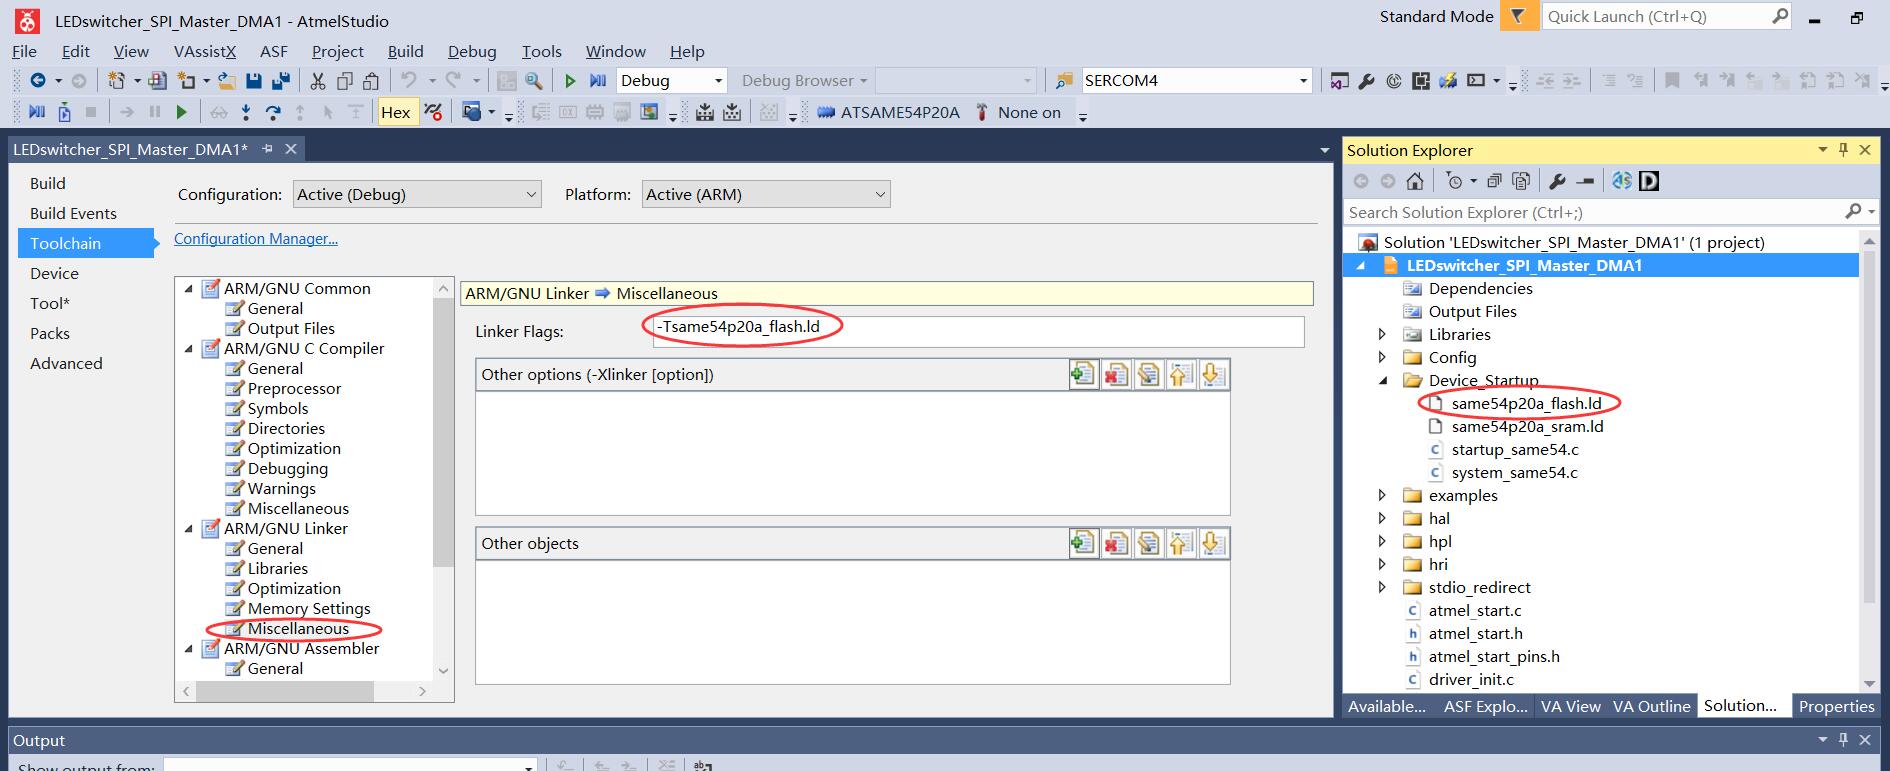 LEDswitcher_SPI_Master_DMA1 - AtmelStudio
Standard Mode
Quick Launch (Ctrl+Q)
File Edit View VAssistX ASF Project Build Debug Tools Window Help
Debug Debug Browser SERCOM4
Hex ATSAME54P20A None on
LEDswitcher_SPI_Master_DMA1*
Build
Build Events
Toolchain
Device
Tool*
Packs
Advanced
Configuration: Active (Debug) Platform: Active (ARM)
Configuration Manager...
ARM/GNU Common
General
Output Files
ARM/GNU C Compiler
General
Preprocessor
Symbols
Directories
Optimization
Debugging
Warnings
Miscellaneous
ARM/GNU Linker
General
Libraries
Optimization
Memory Settings
Miscellaneous
ARM/GNU Assembler
General
ARM/GNU Linker Miscellaneous
Linker Flags: -Tsame54p20a_flash.ld
Other options (-Xlinker [option])
Other objects
Solution Explorer
Search Solution Explorer (Ctrl+;)
Solution 'LEDswitcher_SPI_Master_DMA1' (1 project)
LEDswitcher_SPI_Master_DMA1
Dependencies
Output Files
Libraries
Config
Device_Startup
same54p20a_flash.ld
same54p20a_sram.ld
startup_same54.c
system_same54.c
examples
hal
hpl
hri
stdio_redirect
atmel_start.c
atmel_start.h
atmel_start_pins.h
driver_init.c
Available... ASF Explo... VA View VA Outline Solution... Properties
Output
Show output from: